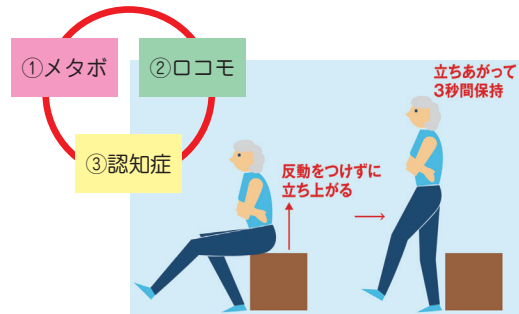 ①メタボ
②ロコモ
③認知症
反動をつけずに
立ち上がる
立ちあがって
3秒間保持